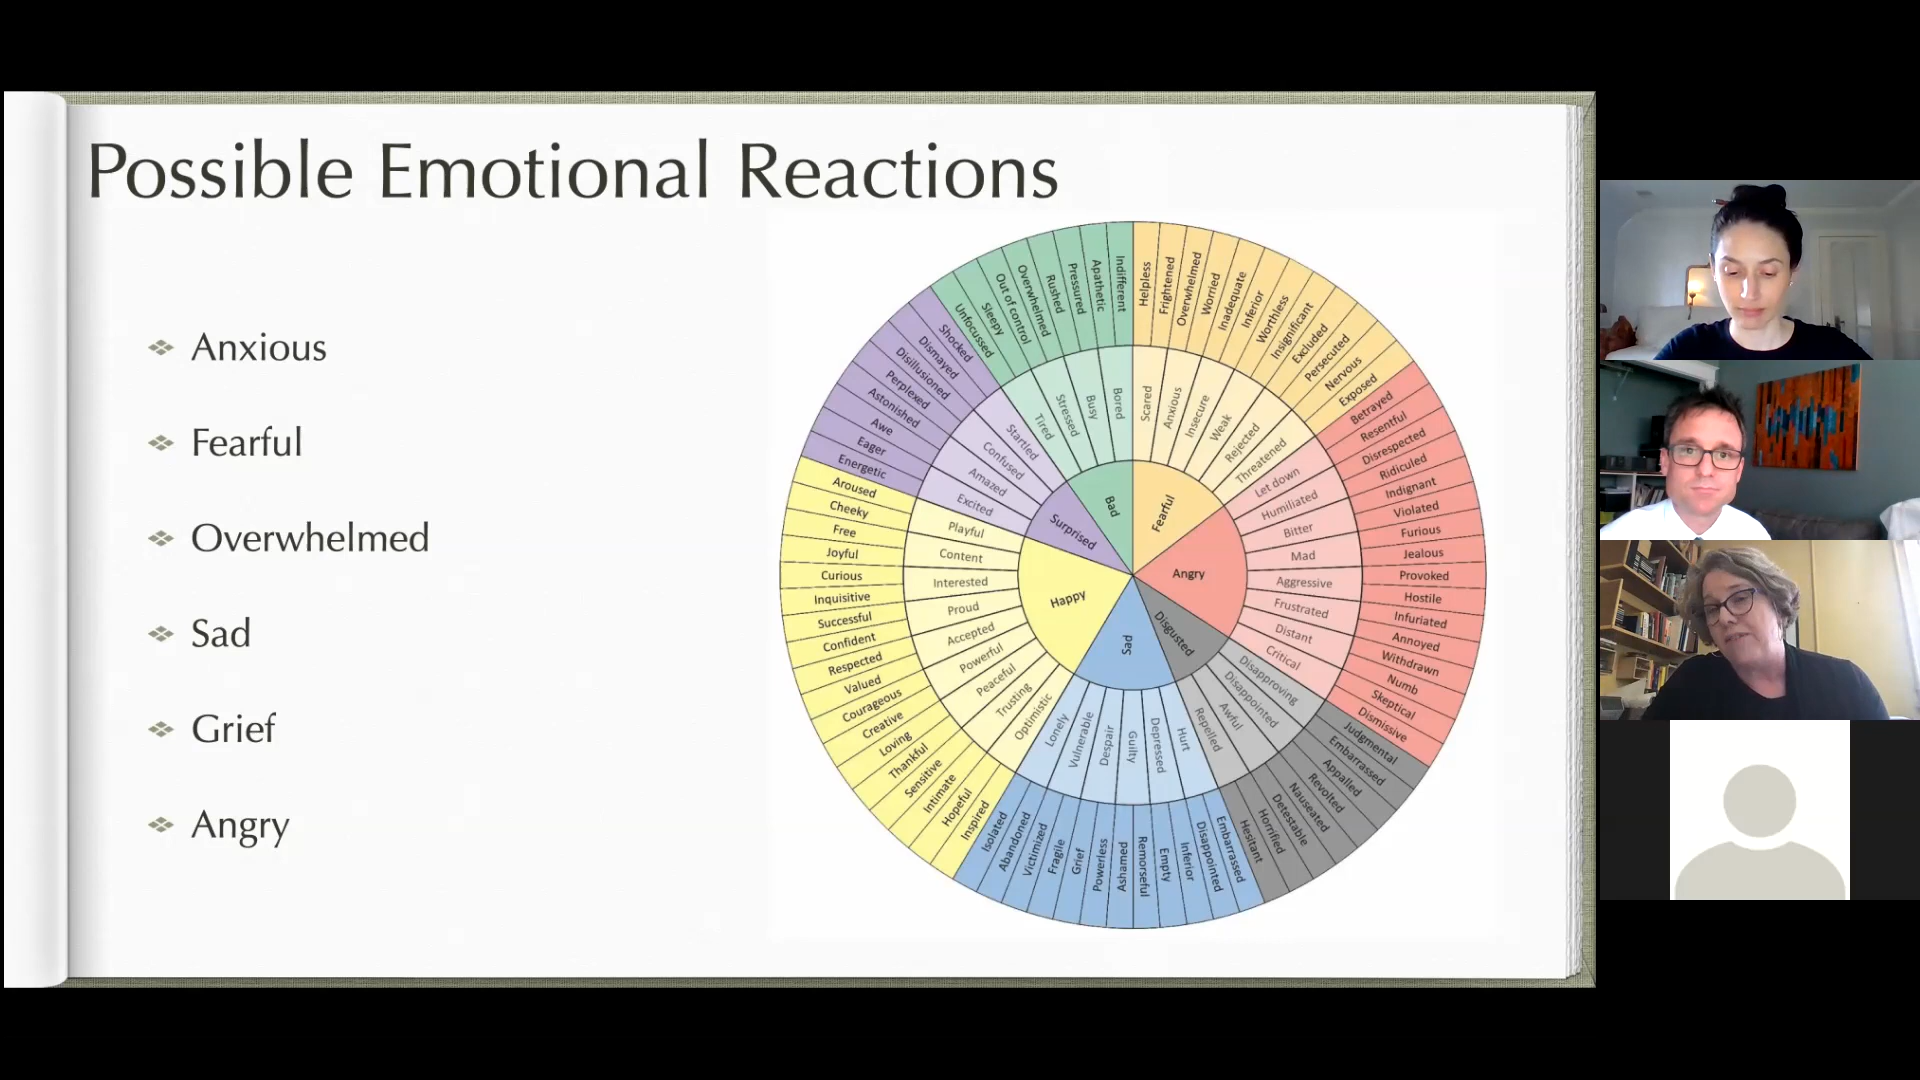 Possible Emotional Reactions
Anxious
Fearful
Overwhelmed
Sad
Grief
Angry
Bad
Fearful
Angry
Disgusted
Sad
Happy
Surprised
Scared
Anxious
Insecure
Weak
Rejected
Threatened
Let down
Humiliated
Bitter
Mad
Aggressive
Frustrated
Distant
Critical
Disapproving
Disappointed
Awful
Repelled
Hurt
Depressed
Guilty
Despair
Vulnerable
Lonely
Optimistic
Trusting
Peaceful
Powerful
Accepted
Proud
Interested
Content
Playful
Excited
Amazed
Confused
Startled
Tired
Stressed
Busy
Bored
Helpless
Frightened
Overwhelmed
Worried
Inadequate
Inferior
Worthless
Insignificant
Excluded
Persecuted
Nervous
Exposed
Betrayed
Resentful
Disrespected
Ridiculed
Indignant
Violated
Furious
Jealous
Provoked
Hostile
Infuriated
Annoyed
Withdrawn
Numb
Skeptical
Dismissive
Judgmental
Embarrassed
Appalled
Revolted
Nauseated
Detestable
Horrified
Hesitant
Embarrassed
Disappointed
Inferior
Empty
Remorseful
Ashamed
Powerless
Grief
Fragile
Victimized
Abandoned
Isolated
Inspired
Hopeful
Intimate
Sensitive
Thankful
Loving
Creative
Courageous
Valued
Respected
Confident
Successful
Inquisitive
Curious
Joyful
Free
Cheeky
Aroused
Energetic
Eager
Awe
Astonished
Perplexed
Disillusioned
Dismayed
Shocked
Unfocussed
Sleepy
Out of control
Overwhelmed
Rushed
Pressured
Apathetic
Indifferent